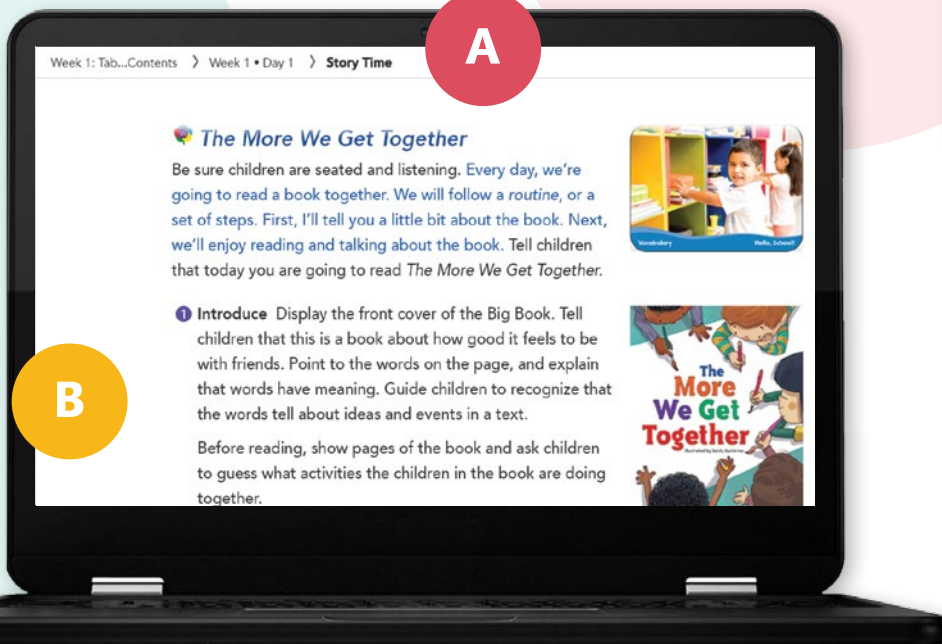 A
Week 1: Tab...Contents > Week 1 • Day 1 > Story Time
The More We Get Together
Be sure children are seated and listening. Every day, we’re
going to read a book together. We will follow a routine, or a
set of steps. First, I’ll tell you a little bit about the book. Next,
we’ll enjoy reading and talking about the book. Tell children
that today you are going to read The More We Get Together.
Vocabulary
Hello, School!
1 Introduce Display the front cover of the Big Book. Tell
children that this is a book about how good it feels to be
with friends. Point to the words on the page, and explain
that words have meaning. Guide children to recognize that
the words tell about ideas and events in a text.
Before reading, show pages of the book and ask children
to guess what activities the children in the book are doing
together.
The
More
We Get
Together
B